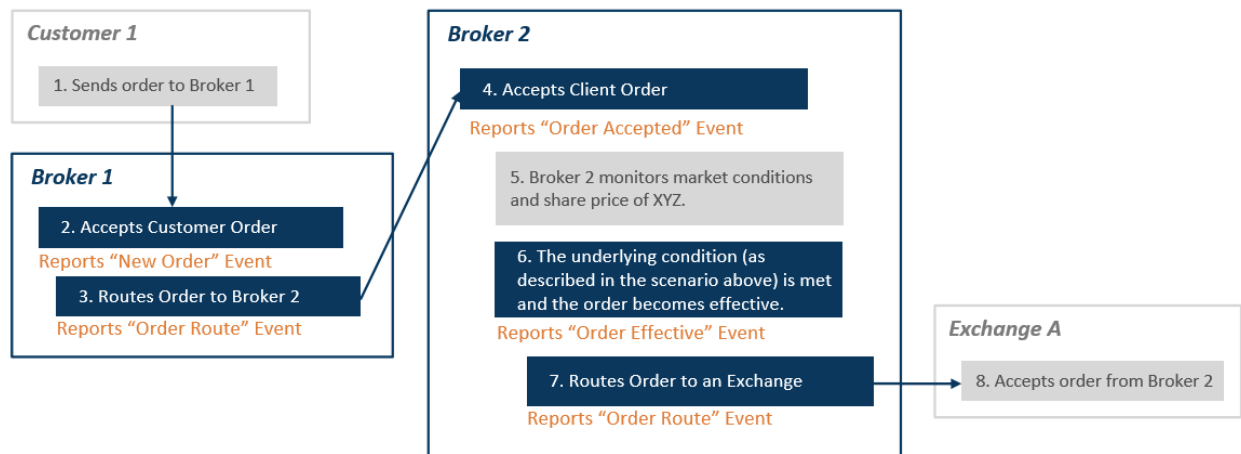 Customer 1
1. Sends order to Broker 1
Broker 1
2. Accepts Customer Order
Reports “New Order” Event
3. Routes Order to Broker 2
Reports “Order Route” Event
Broker 2
4. Accepts Client Order
Reports “Order Accepted” Event
5. Broker 2 monitors market conditions
and share price of XYZ.
6. The underlying condition (as
described in the scenario above) is met
and the order becomes effective.
Reports “Order Effective” Event
7. Routes Order to an Exchange
Reports “Order Route” Event
Exchange A
8. Accepts order from Broker 2